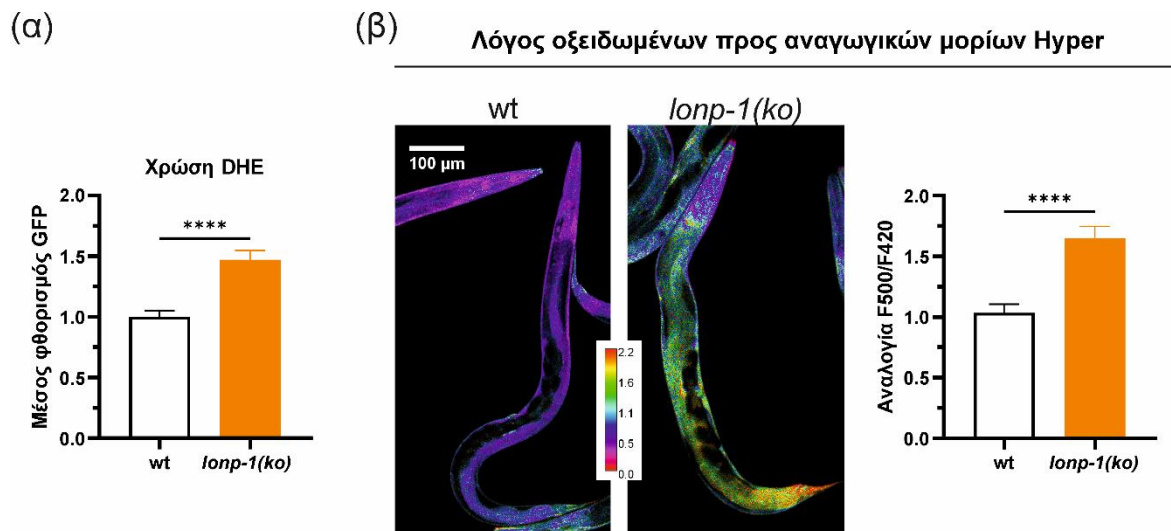 (α)
Χρώση DHE
Μέσος φθορισμός GFP
2.0
1.5
1.0
0.5
0.0
****
wt
lonp-1(ko)
(β)
Λόγος οξειδωμένων προς αναγωγικών μορίων Hyper
wt
lonp-1(ko)
100 μm
2.2
1.6
1.1
0.5
0.0
Αναλογία F500/F420
2.0
1.5
1.0
0.5
0.0
****
wt
lonp-1(ko)